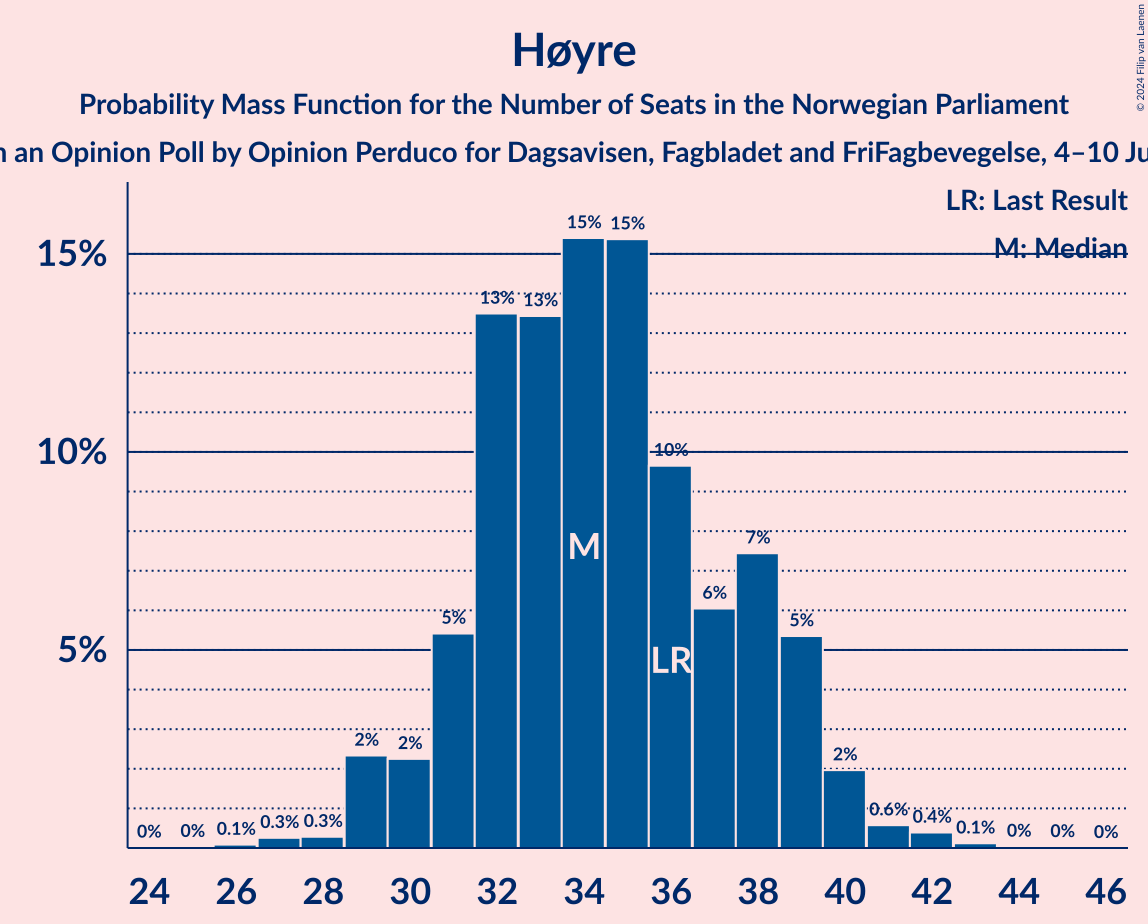 Høyre
Probability Mass Function for the Number of Seats in the Norwegian Parliament
an Opinion Poll by Opinion Perduco for Dagsavisen, Fagbladet and FriFagbevegelse, 4–10
© 2024 Filip van Laenen
LR: Last Result
M: Median
15%
10%
5%
0% 0% 0.1% 0.3% 0.3% 2% 2% 5% 13% 13% 15% 15% 10% 6% 7% 5% 2% 0.6% 0.4% 0.1% 0% 0% 0%
M
LR
24 26 28 30 32 34 36 38 40 42 44 46